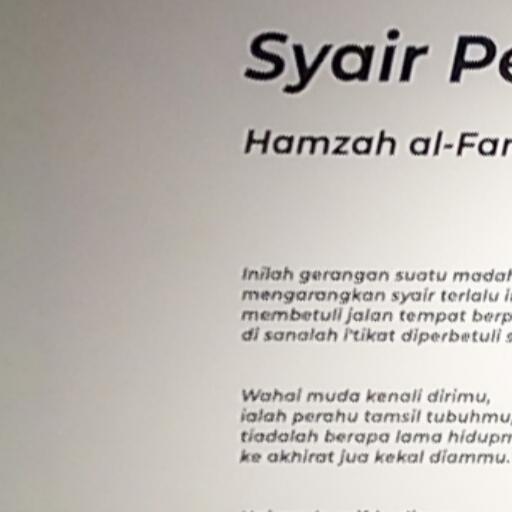 Syair Pe
Hamzah al-Fan
Inilah gerangan suatu madah
mengarangkan syair terlalu i
membetuli jalan tempat berp
di sanalah i'tikat diperbetuli s
Wahai muda kenali dirimu,
ialah perahu tamsil tubuhmu,
tiadalah berapa lama hidupm
ke akhirat jua kekal diammu.